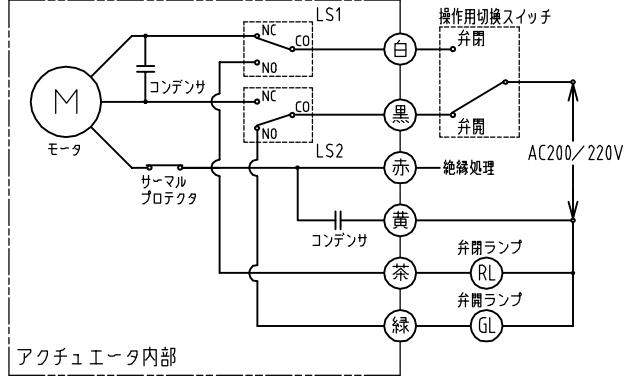 LS1
操作用切換スイッチ
NC
CO
白
弁閉
NO
コンデンサ
NC
M
CO
黒
弁開
NO
モータ
LS2
AC200／220V
サーマル
プロテクタ
赤
絶縁処理
黄
コンデンサ
弁閉ランプ
茶
RL
弁開ランプ
緑
GL
アクチュエータ内部